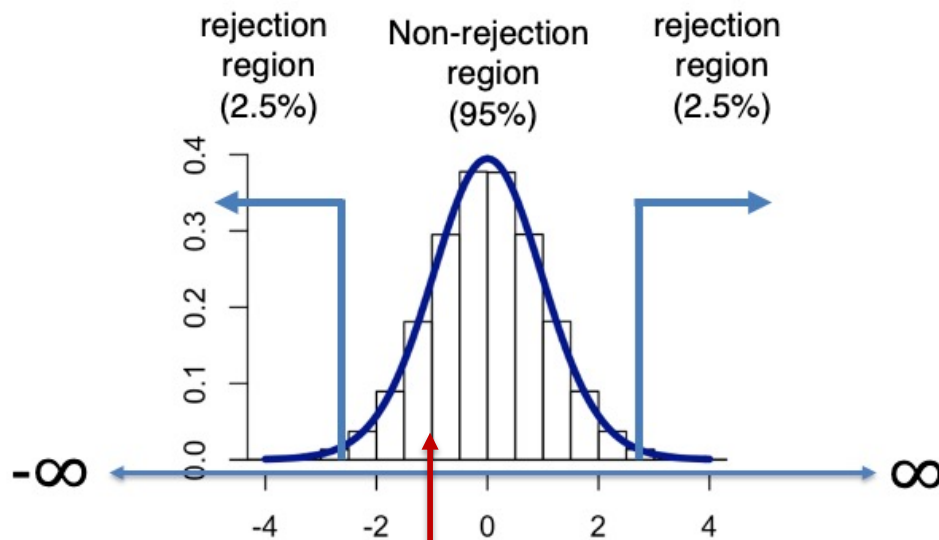 rejection
region
(2.5%)
Non-rejection
region
(95%)
rejection
region
(2.5%)
0.4
0.3
0.2
0.1
0.0
-∞
∞
-4
-2
0
2
4